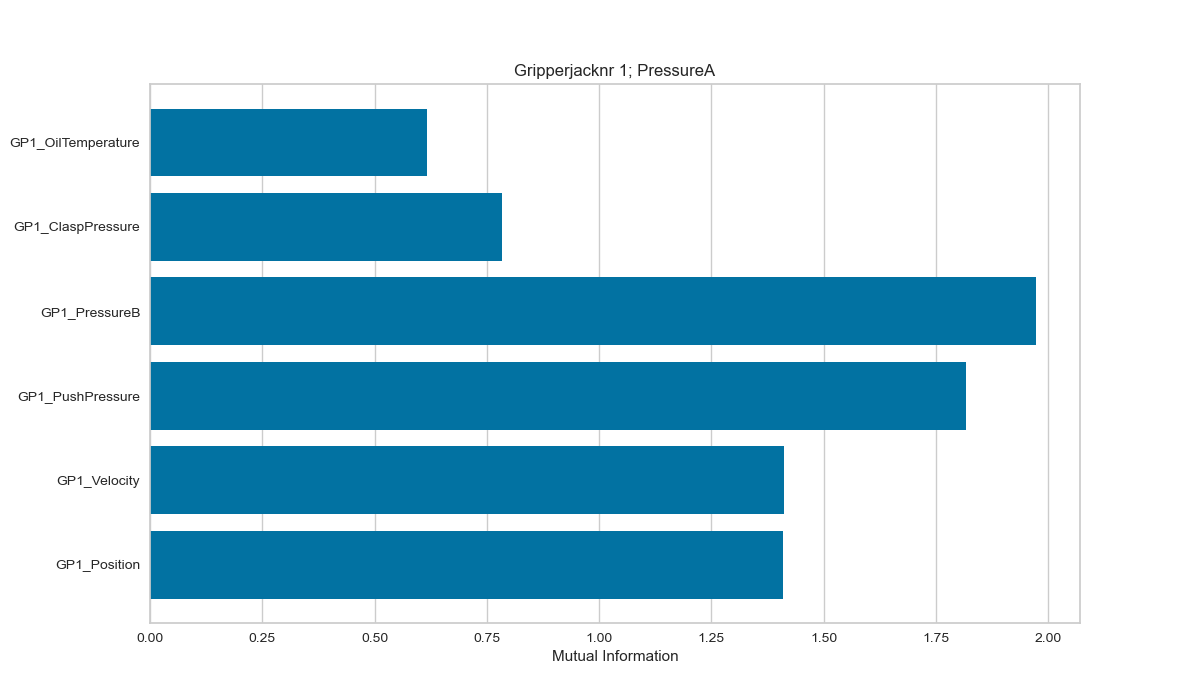 Gripperjacknr 1; PressureA
GP1_OilTemperature
GP1_ClaspPressure
GP1_PressureB
GP1_PushPressure
GP1_Velocity
GP1_Position
0.00 0.25 0.50 0.75 1.00 1.25 1.50 1.75 2.00
Mutual Information